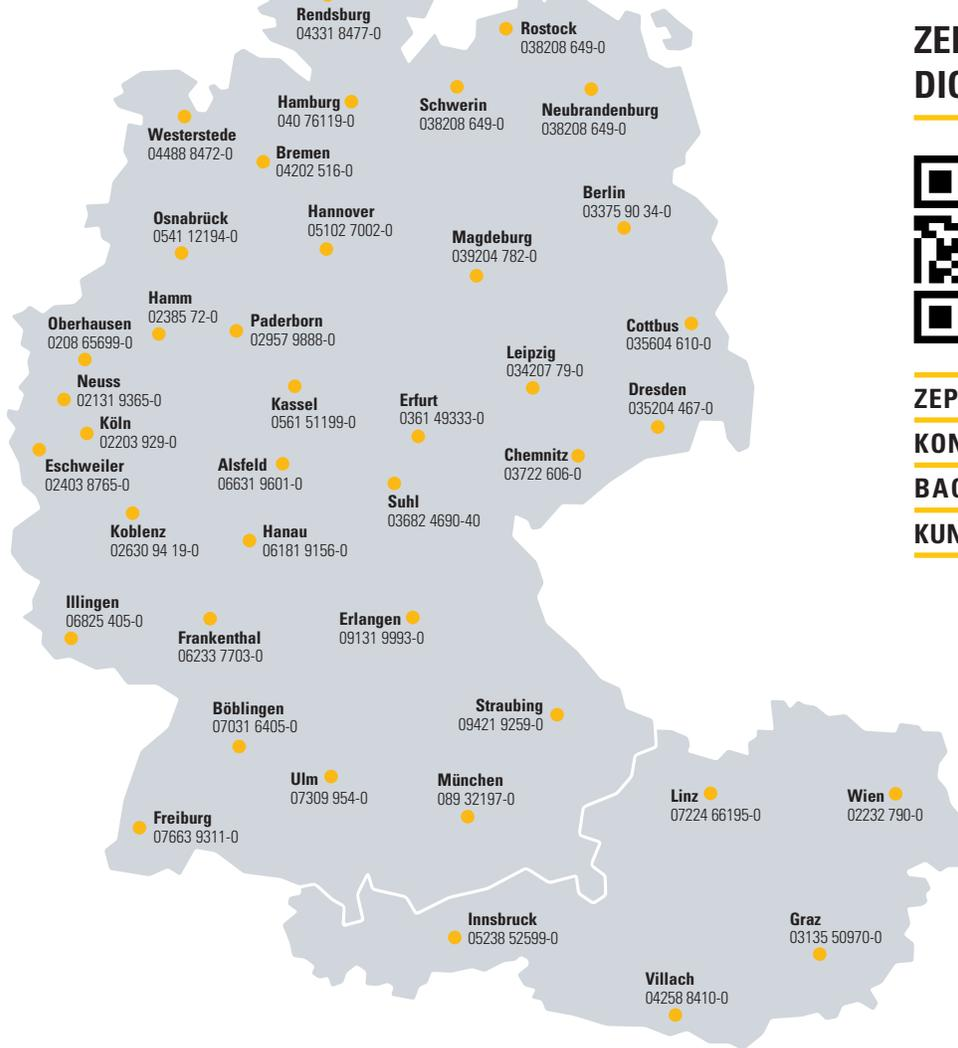 Rendsburg
04331 8477-0
Rostock
038208 649-0
Hamburg
040 76119-0
Schwerin
038208 649-0
Neubrandenburg
038208 649-0
Westerstede
04488 8472-0
Bremen
04202 516-0
Berlin
03375 90 34-0
Osnabrück
0541 12194-0
Hannover
05102 7002-0
Magdeburg
039204 782-0
Hamm
02385 72-0
Oberhausen
0208 65699-0
Paderborn
02957 9888-0
Cottbus
035604 610-0
Leipzig
034207 79-0
Neuss
02131 9365-0
Kassel
0561 51199-0
Erfurt
0361 49333-0
Dresden
035204 467-0
Köln
02203 929-0
Eschweiler
02403 8765-0
Alsfeld
06631 9601-0
Chemnitz
03722 606-0
Suhl
03682 4690-40
Koblenz
02630 94 19-0
Hanau
06181 9156-0
Illingen
06825 405-0
Frankenthal
06233 7703-0
Erlangen
09131 9993-0
Böblingen
07031 6405-0
Straubing
09421 9259-0
Ulm
07309 954-0
München
089 32197-0
Freiburg
07663 9311-0
Linz
07224 66195-0
Wien
02232 790-0
Innsbruck
05238 52599-0
Graz
03135 50970-0
Villach
04258 8410-0
ZEP
KON
KUN